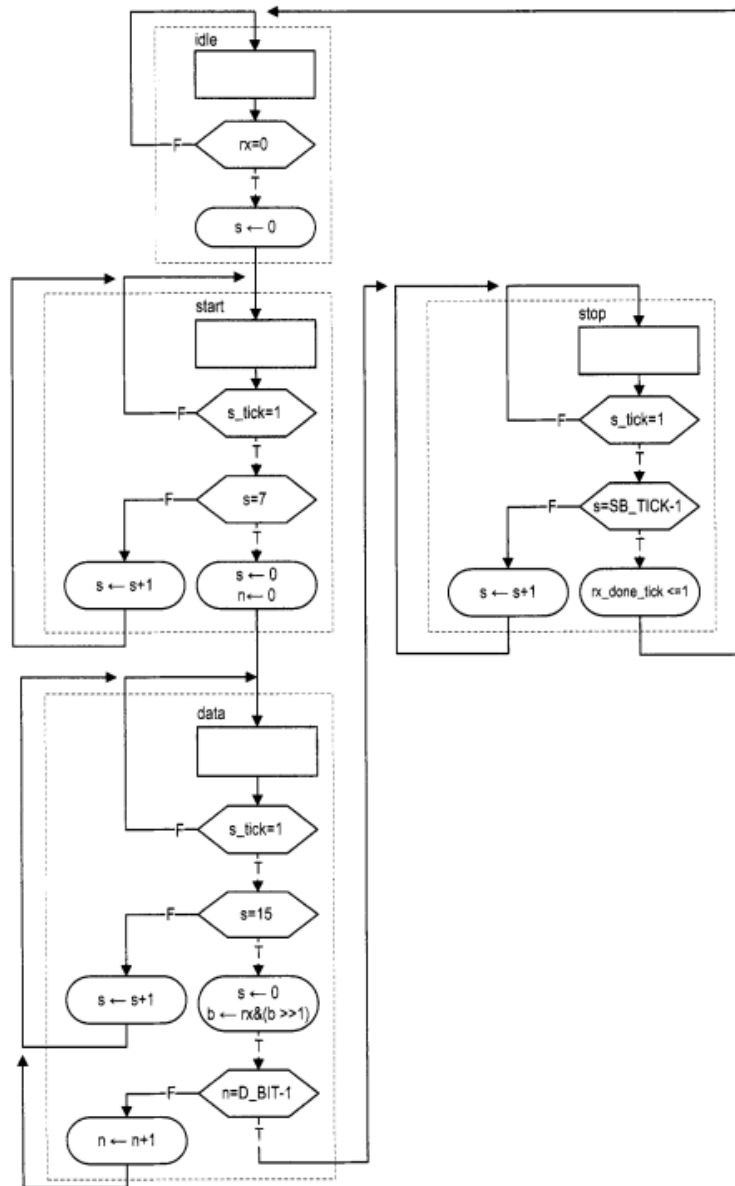 idle
rx=0
F
T
s ← 0
start
s_tick=1
F
T
s=7
F
T
s ← s+1
s ← 0
n← 0
data
s_tick=1
F
T
s=15
F
T
s ← s+1
s ← 0
b ← rx&(b >>1)
T
n=D_BIT-1
F
T
n ← n+1
stop
s_tick=1
F
T
s=SB_TICK-1
F
T
s ← s+1
rx_done_tick <=1